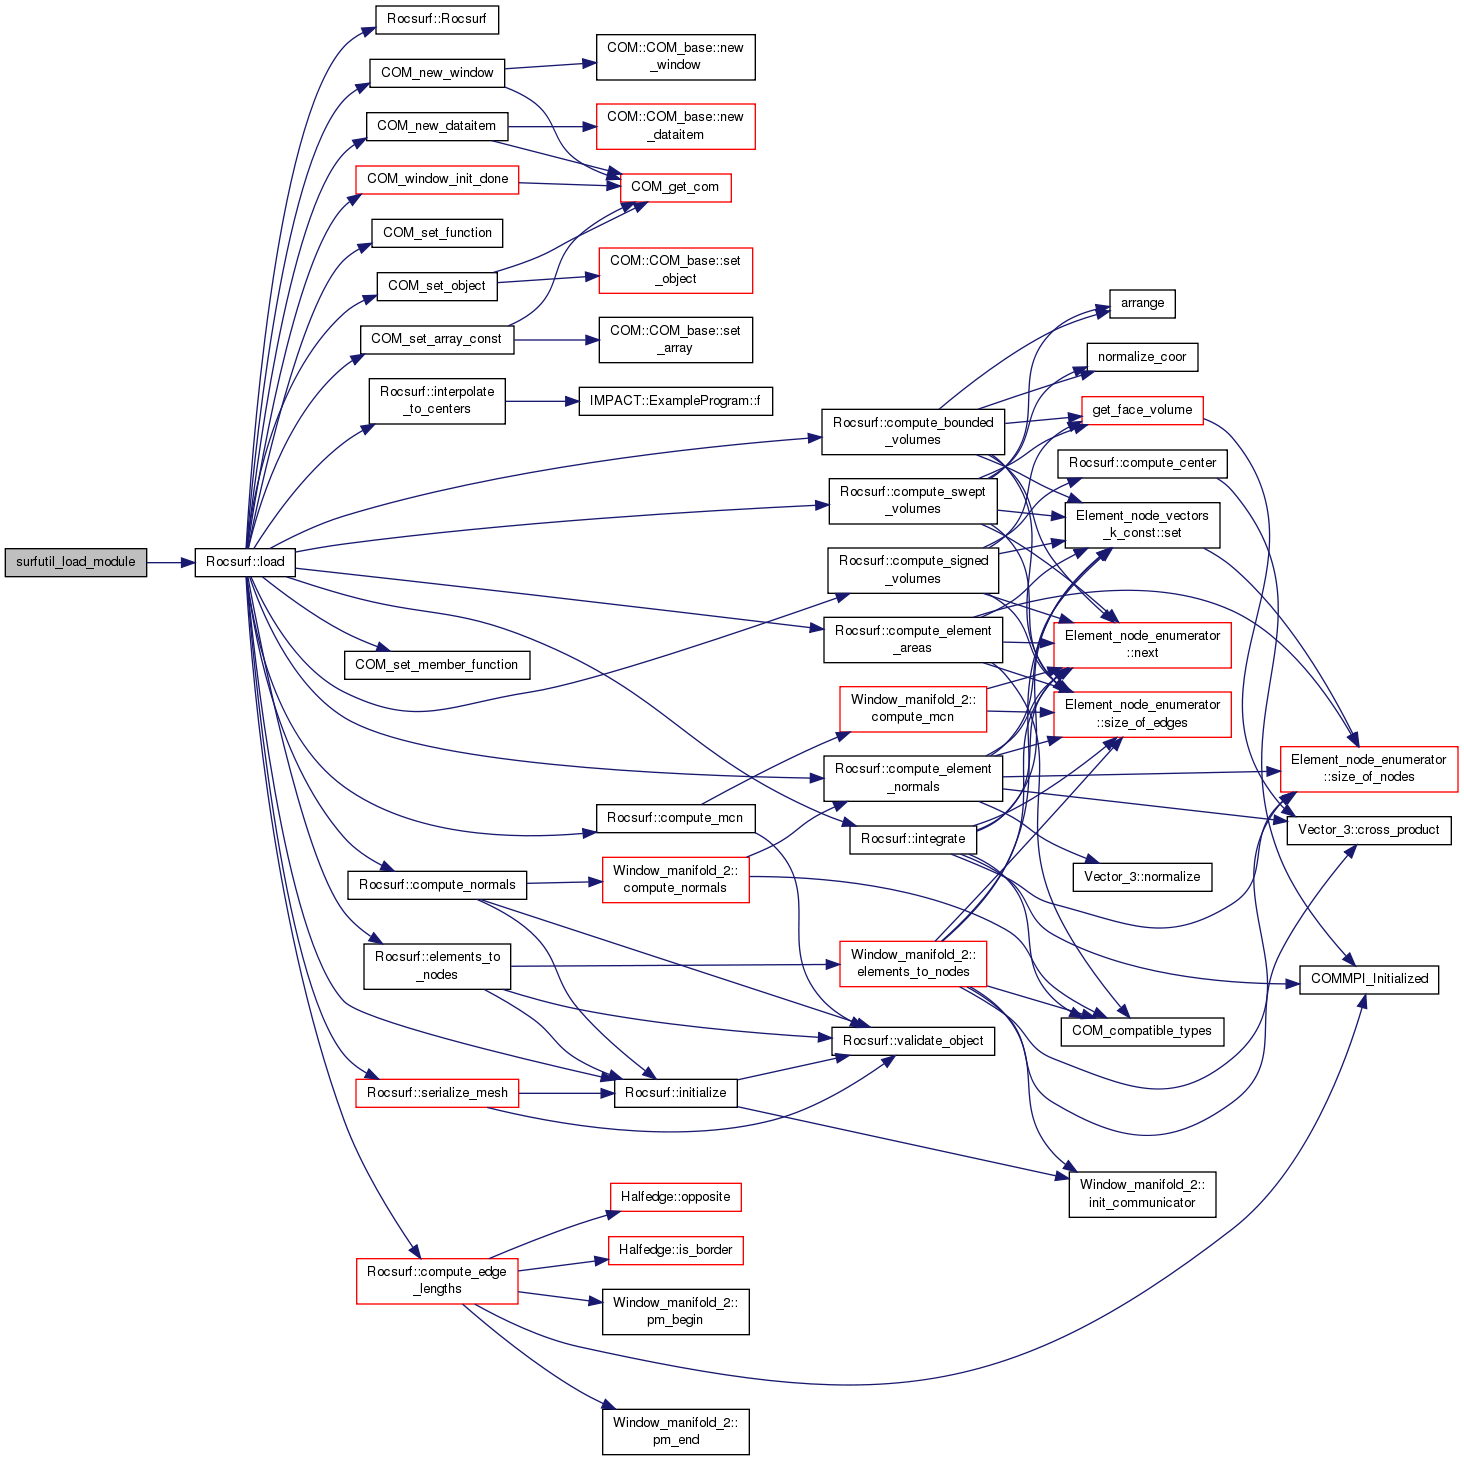 surfutil_load_module
Rocsurf::load
Rocsurf::Rocsurf
COM_new_window
COM_new_dataitem
COM_window_init_done
COM_set_function
COM_set_object
COM_set_array_const
Rocsurf::interpolate
_to_centers
COM_set_member_function
Rocsurf::compute_normals
Rocsurf::elements_to
_nodes
Rocsurf::serialize_mesh
Rocsurf::compute_edge
_lengths
COM::COM_base::new
_window
COM::COM_base::new
_dataitem
COM_get_com
COM::COM_base::set
_object
COM::COM_base::set
_array
IMPACT::ExampleProgram::f
Rocsurf::compute_mcn
Window_manifold_2::
compute_normals
Rocsurf::initialize
Halfedge::opposite
Halfedge::is_border
Window_manifold_2::
pm_begin
Window_manifold_2::
pm_end
Rocsurf::compute_bounded
_volumes
Rocsurf::compute_swept
_volumes
Rocsurf::compute_signed
_volumes
Rocsurf::compute_element
_areas
Window_manifold_2::
compute_mcn
Rocsurf::compute_element
_normals
Rocsurf::integrate
Window_manifold_2::
elements_to_nodes
Rocsurf::validate_object
arrange
normalize_coor
get_face_volume
Rocsurf::compute_center
Element_node_vectors
_k_const::set
Element_node_enumerator
::next
Element_node_enumerator
::size_of_edges
Vector_3::normalize
COM_compatible_types
Window_manifold_2::
init_communicator
Element_node_enumerator
::size_of_nodes
Vector_3::cross_product
COMMPI_Initialized